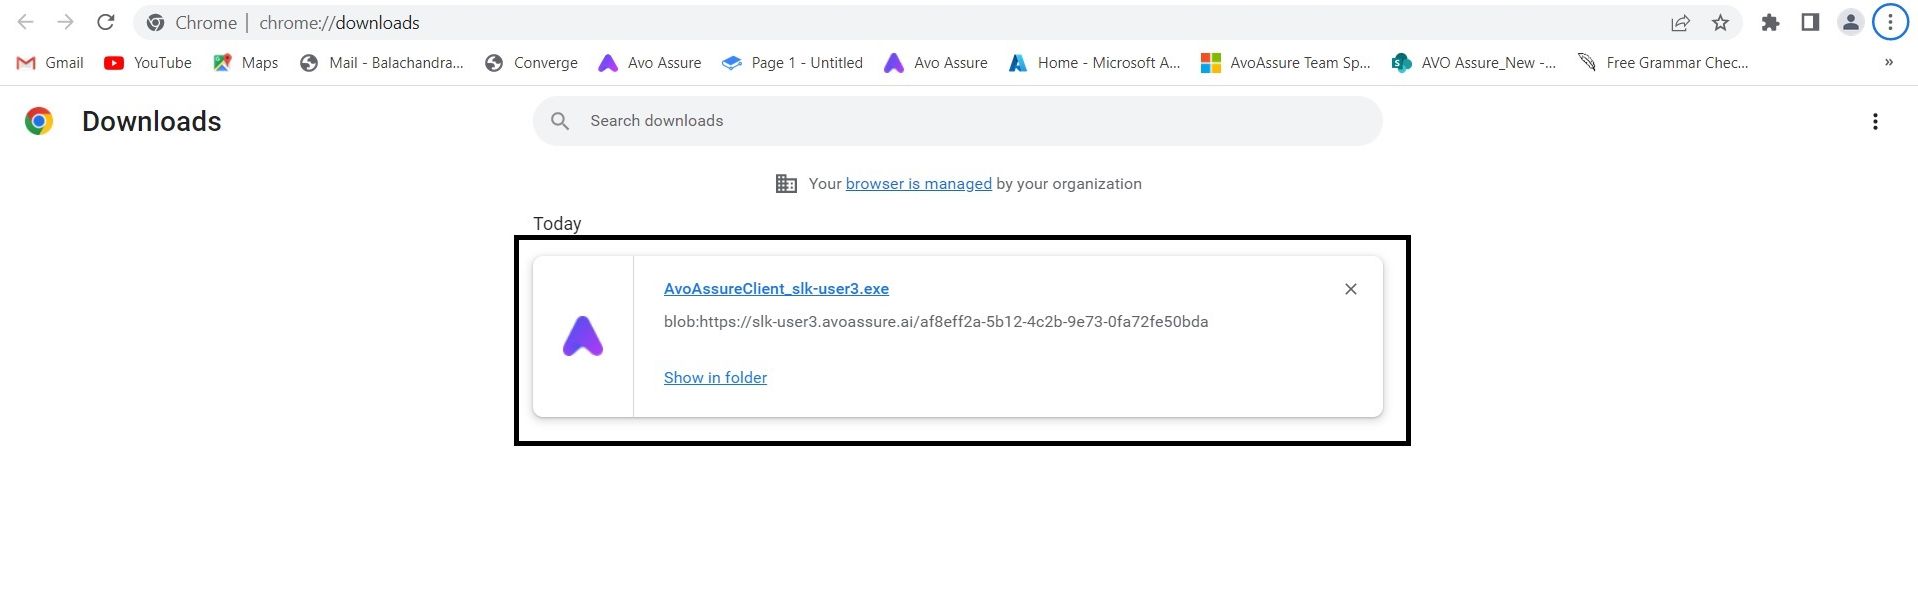 Chrome | chrome://downloads
Gmail YouTube Maps Mail - Balachandra... Converge Avo Assure Page 1 - Untitled Avo Assure Home - Microsoft A... AvoAssure Team Sp... AVO Assure_New -... Free Grammar Chec... »
Downloads
Search downloads
Your browser is managed by your organization
Today
AvoAssureClient_slk-user3.exe
blob:https://slk-user3.avoassure.ai/af8eff2a-5b12-4c2b-9e73-0fa72fe50bda
Show in folder